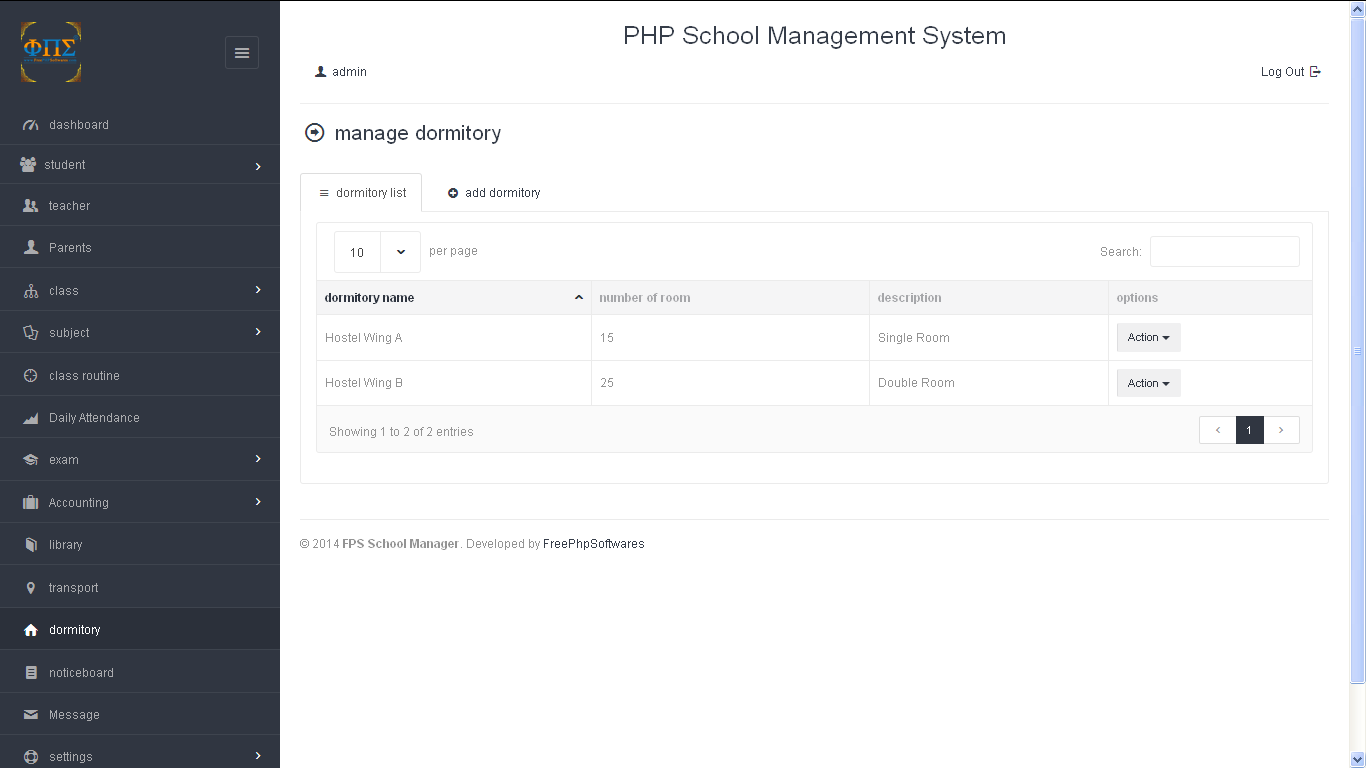 ΦΠΣ
PHP School Management System
admin
Log Out
dashboard
student
teacher
Parents
class
subject
class routine
Daily Attendance
exam
Accounting
library
transport
dormitory
noticeboard
Message
settings
manage dormitory
dormitory list
add dormitory
10 per page
Search:
dormitory name number of room description options
Hostel Wing A 15 Single Room Action
Hostel Wing B 25 Double Room Action
Showing 1 to 2 of 2 entries
1
© 2014 FPS School Manager. Developed by FreePhpSoftwares